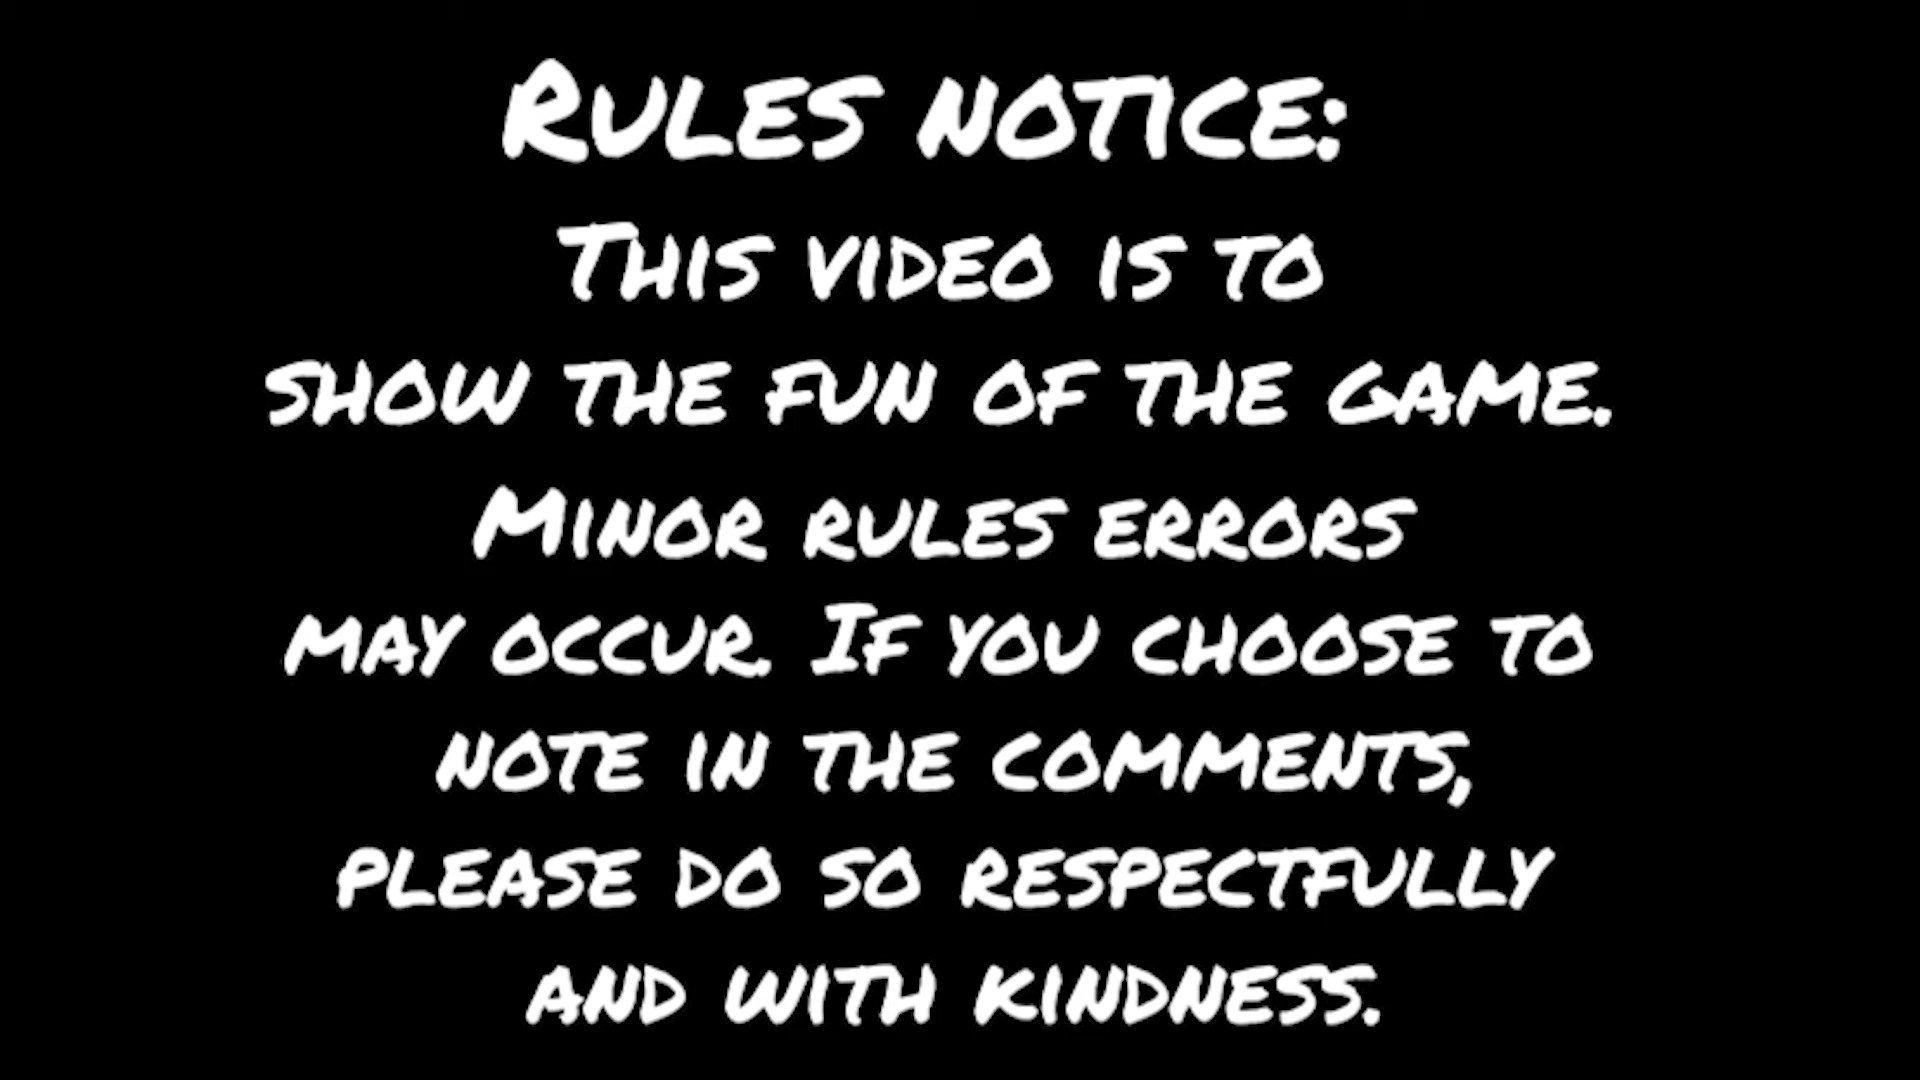 Rules notice:
This video is to
show the fun of the game.
Minor rules errors
may occur. If you choose to
note in the comments,
please do so respectfully
and with kindness.